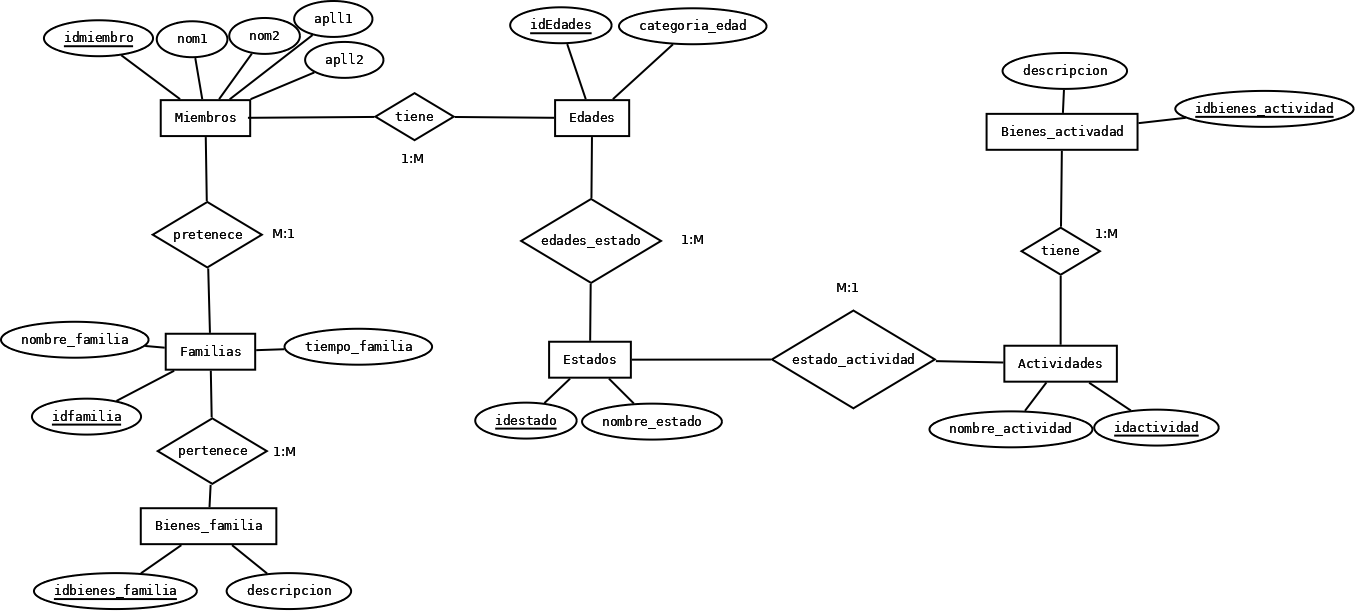 idmiembro
nom1
nom2
apll1
apll2
Miembros
tiene
1:M
idEdades
categoria_edad
Edades
descripcion
Bienes_activadad
idbienes_actividad
pretenece
M:1
edades_estado
1:M
tiene
1:M
nombre_familia
Familias
tiempo_familia
idfamilia
Estados
idestado
nombre_estado
M:1
estado_actividad
Actividades
nombre_actividad
idactividad
pertenece
1:M
Bienes_familia
idbienes_familia
descripcion